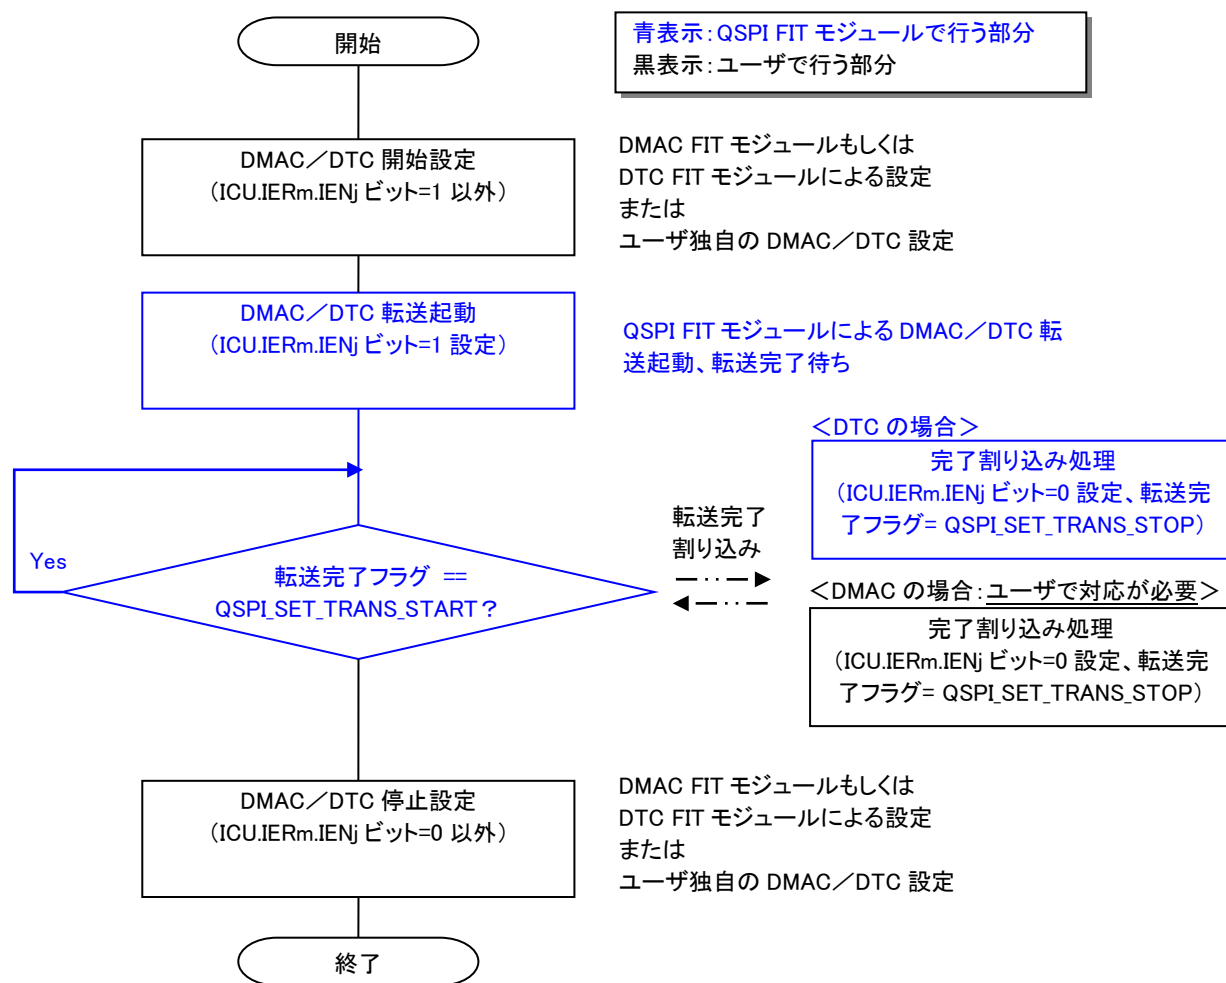 開始
青表示：QSPI FIT モジュールで行う部分
黒表示：ユーザで行う部分
DMAC／DTC 開始設定
（ICU.IERm.IENj ビット=1 以外）
DMAC FIT モジュールもしくは
DTC FIT モジュールによる設定
または
ユーザ独自の DMAC／DTC 設定
DMAC／DTC 転送起動
（ICU.IERm.IENj ビット=1 設定）
QSPI FIT モジュールによる DMAC／DTC 転
送起動、転送完了待ち
＜DTC の場合＞
完了割り込み処理
（ICU.IERm.IENj ビット=0 設定、転送完
了フラグ= QSPI_SET_TRANS_STOP）
転送完了
割り込み
Yes
転送完了フラグ ==
QSPI_SET_TRANS_START？
＜DMAC の場合：ユーザで対応が必要＞
完了割り込み処理
（ICU.IERm.IENj ビット=0 設定、転送完
了フラグ= QSPI_SET_TRANS_STOP）
DMAC／DTC 停止設定
（ICU.IERm.IENj ビット=0 以外）
DMAC FIT モジュールもしくは
DTC FIT モジュールによる設定
または
ユーザ独自の DMAC／DTC 設定
終了